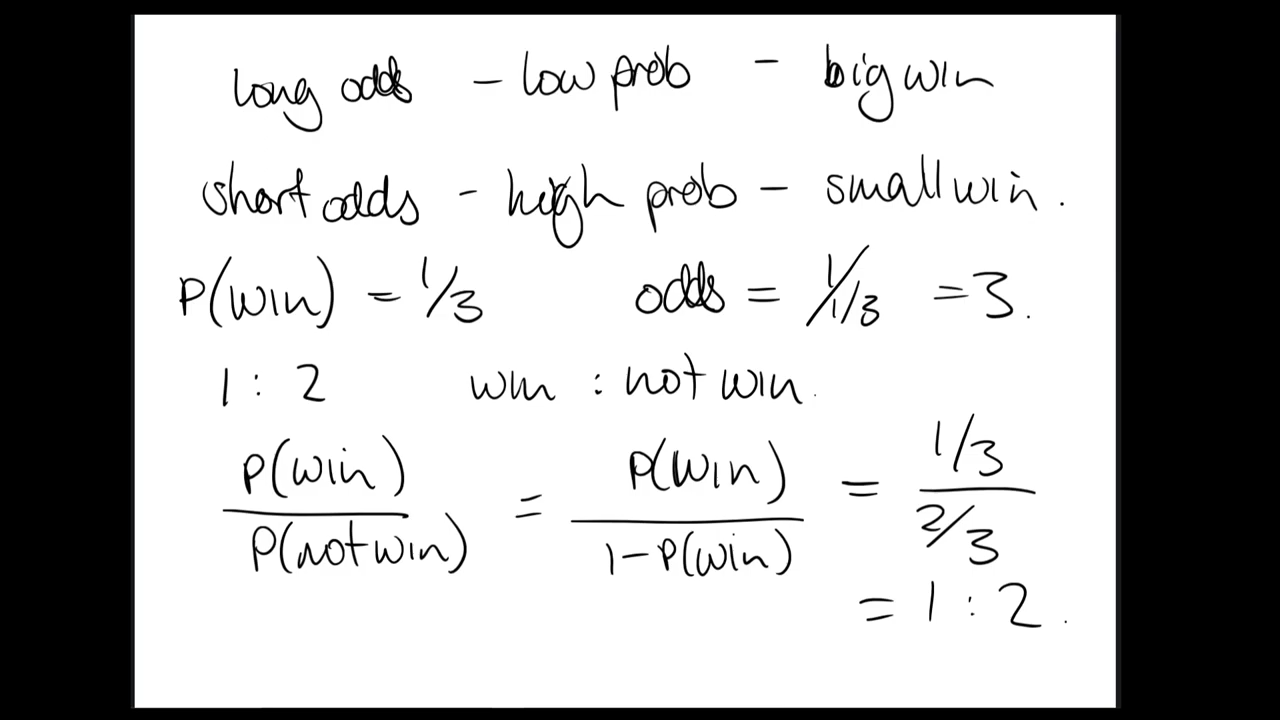 long odds - low prob - big win
short odds - high prob - small win.
P(win) = 1/3 odds = 1/1/3 = 3.
1 : 2 win : not win.
P(win) / P(not win) = P(win) / 1-P(win) = 1/3 / 2/3
= 1 : 2.